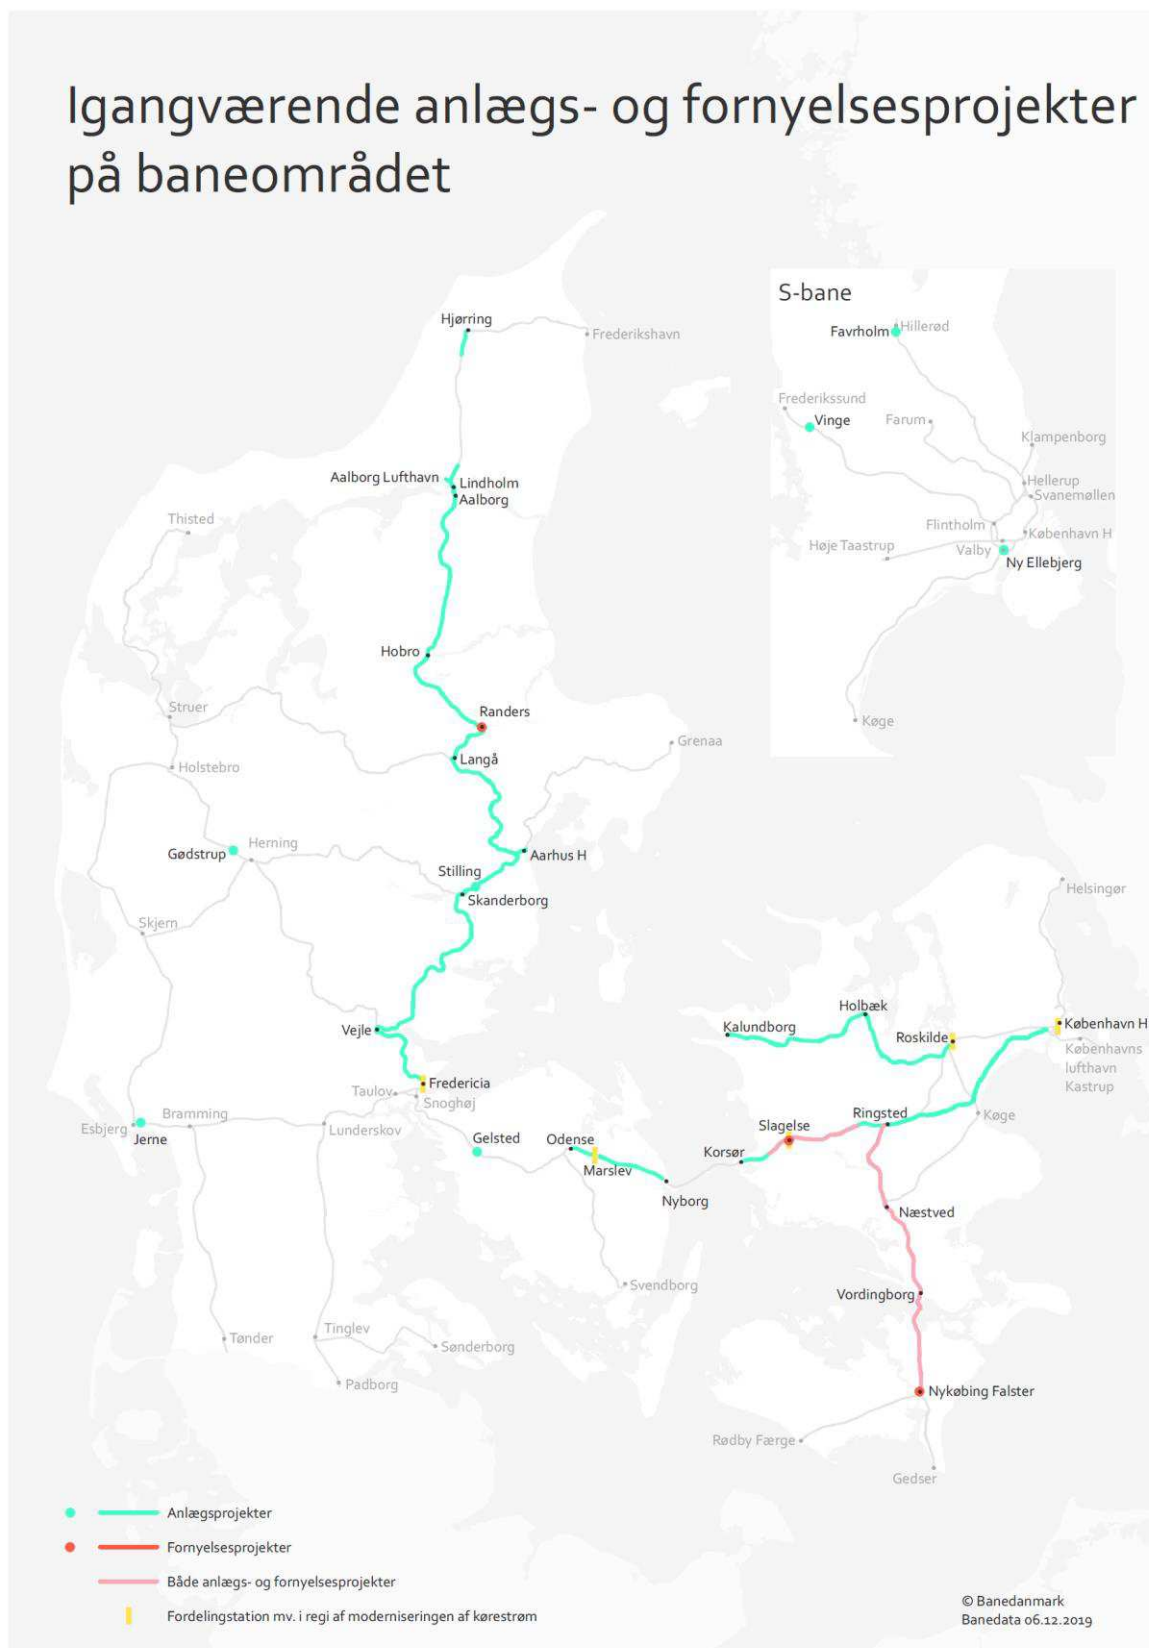 Igangværende anlægs- og fornyelsesprojekter
på baneområdet
S-bane
Hillerød
Favrholm
Frederikssund
Vinge
Farum
Klampenborg
Hellerup
Svanemøllen
Flintholm
København H
Høje Taastrup
Valby
Ny Ellebjerg
Køge
Hjørring
Frederikshavn
Aalborg Lufthavn
Lindholm
Aalborg
Thisted
Hobro
Randers
Struer
Grenaa
Langå
Holstebro
Herning
Gødstrup
Aarhus H
Stilling
Skanderborg
Helsingør
Skjern
Holbæk
Kalundborg
København H
Vejle
Roskilde
Københavns
lufthavn
Kastrup
Fredericia
Taulov
Snoghøj
Bramming
Ringsted
Køge
Esbjerg
Jerne
Lunderskov
Slagelse
Gelsted
Odense
Korsør
Marslev
Nyborg
Næstved
Svendborg
Vordingborg
Tønder
Tinglev
Sønderborg
Padborg
Nykøbing Falster
Rødby Færge
Gedser
Anlægsprojekter
Fornyelsesprojekter
Både anlægs- og fornyelsesprojekter
Fordelingstation mv. i regi af moderniseringen af kørestrøm
© Banedanmark
Banedata 06.12.2019